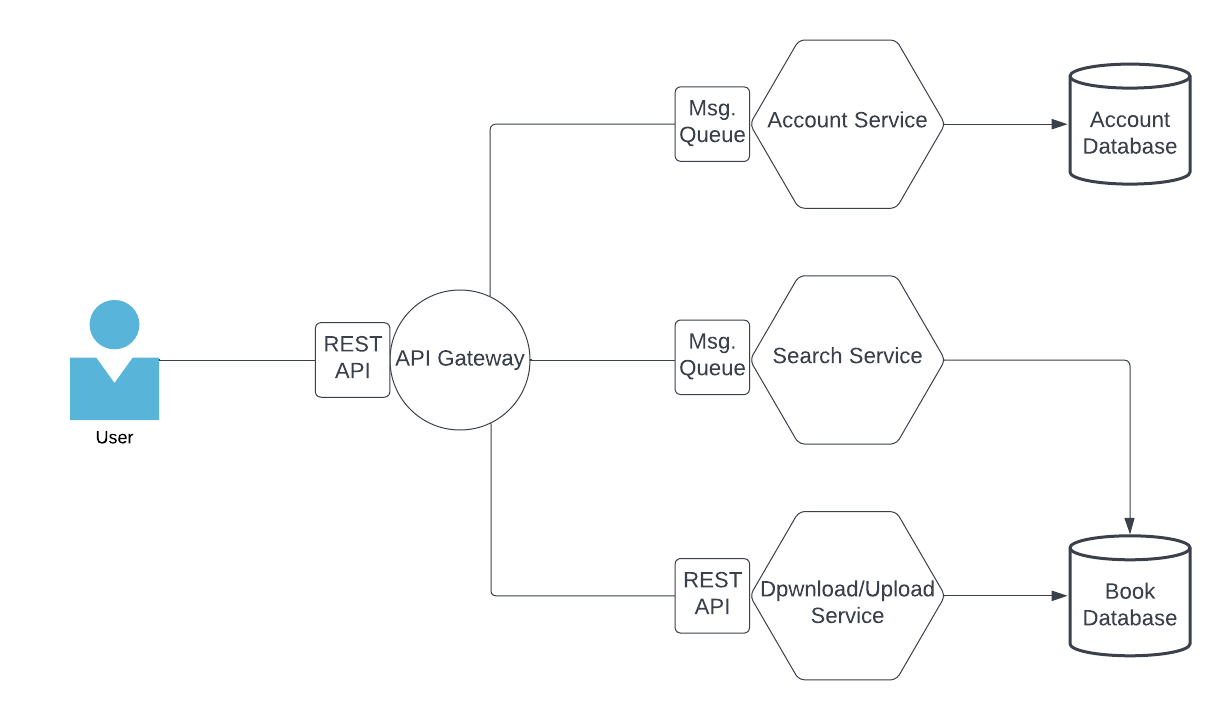 Msg.
Queue
Account Service
Account
Database
REST
API
API Gateway
Msg.
Queue
Search Service
User
REST
API
Dpwnload/Upload
Service
Book
Database